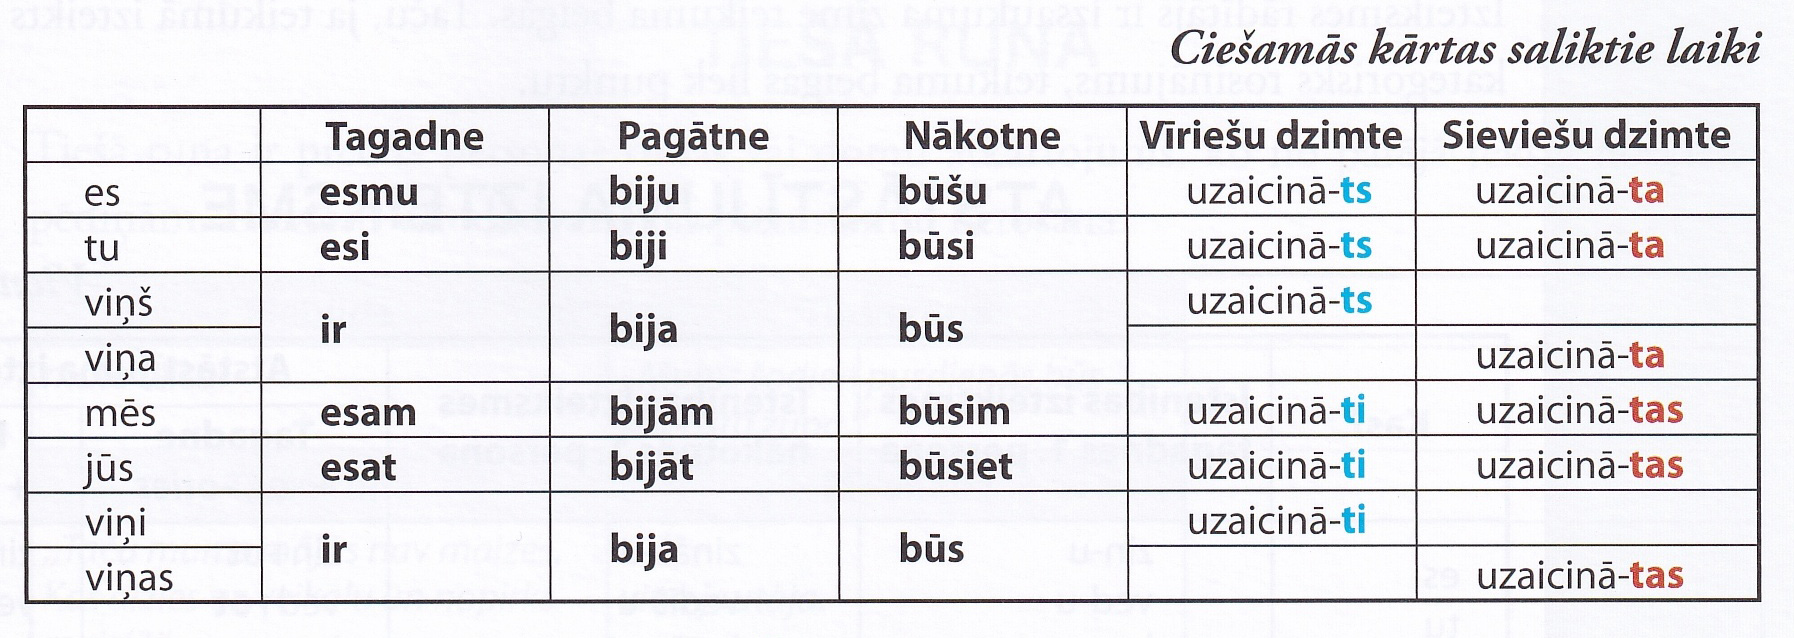 Ciešamās kārtas saliktie laiki
Tagadne Pagātne Nākotne Vīriešu dzimte Sieviešu dzimte
es esmu biju būšu uzaicinā-ts uzaicinā-ta
tu esi biji būsi uzaicinā-ts uzaicinā-ta
viņš uzaicinā-ts
ir bija būs
viņa uzaicinā-ta
mēs esam bijām būsim uzaicinā-ti uzaicinā-tas
jūs esat bijāt būsiet uzaicinā-ti uzaicinā-tas
viņi uzaicinā-ti
ir bija būs
viņas uzaicinā-tas